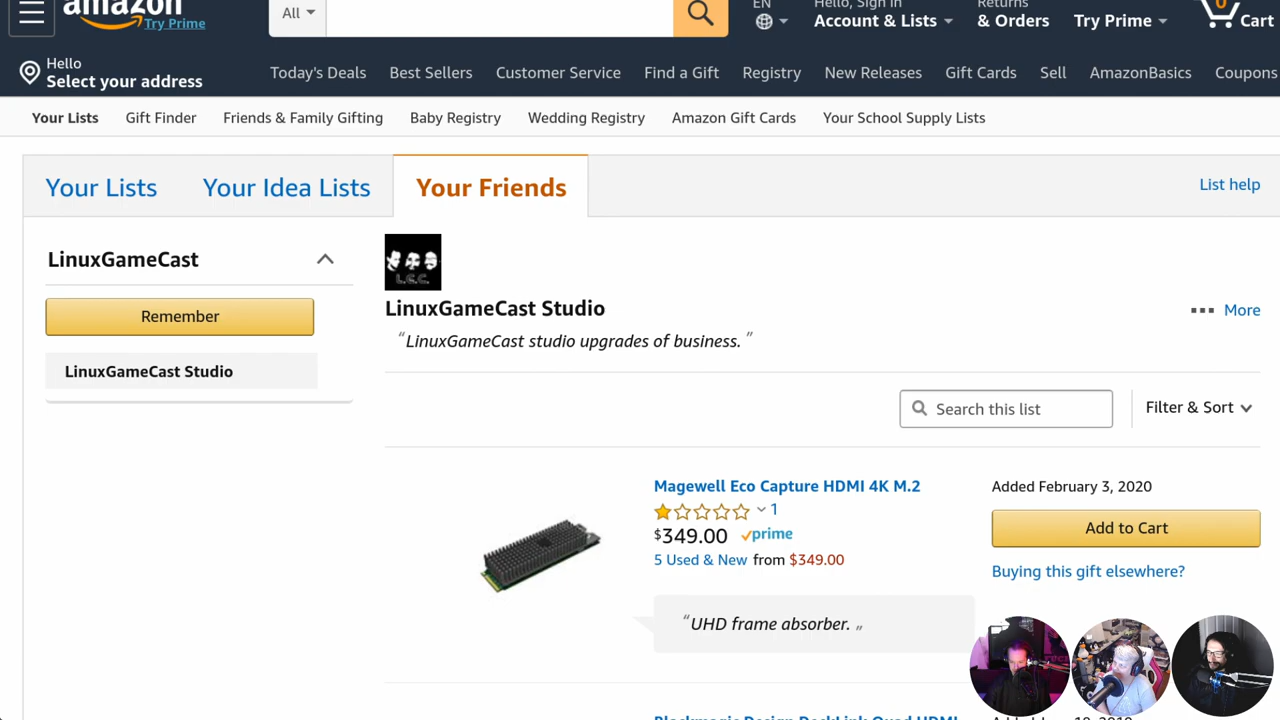 amazon
Try Prime
All
EN
Hello, Sign in
Account & Lists
Returns
& Orders
Try Prime
0
Cart
Hello
Select your address
Today's Deals
Best Sellers
Customer Service
Find a Gift
Registry
New Releases
Gift Cards
Sell
AmazonBasics
Coupons
Your Lists
Gift Finder
Friends & Family Gifting
Baby Registry
Wedding Registry
Amazon Gift Cards
Your School Supply Lists
Your Lists
Your Idea Lists
Your Friends
List help
LinuxGameCast
Remember
LinuxGameCast Studio
L.G.C.
LinuxGameCast Studio
More
“LinuxGameCast studio upgrades of business. ”
Search this list
Filter & Sort
Magewell Eco Capture HDMI 4K M.2
1
$349.00 prime
5 Used & New from $349.00
“UHD frame absorber. „
Added February 3, 2020
Add to Cart
Buying this gift elsewhere?
Blackmagic Design DeckLink Quad HDMI